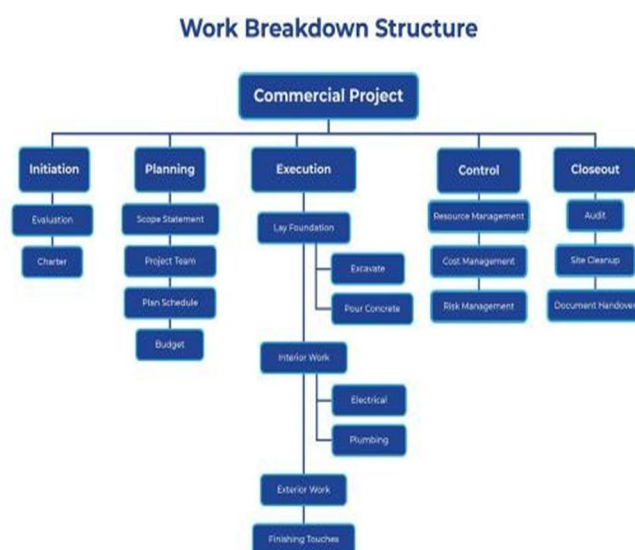 Work Breakdown Structure
Commercial Project
Initiation
Evaluation
Charter
Planning
Scope Statement
Project Team
Plan Schedule
Budget
Execution
Lay Foundation
Excavate
Pour Concrete
Interior Work
Electrical
Plumbing
Exterior Work
Finishing Touches
Control
Resource Management
Cost Management
Risk Management
Closeout
Audit
Site Cleanup
Document Handover